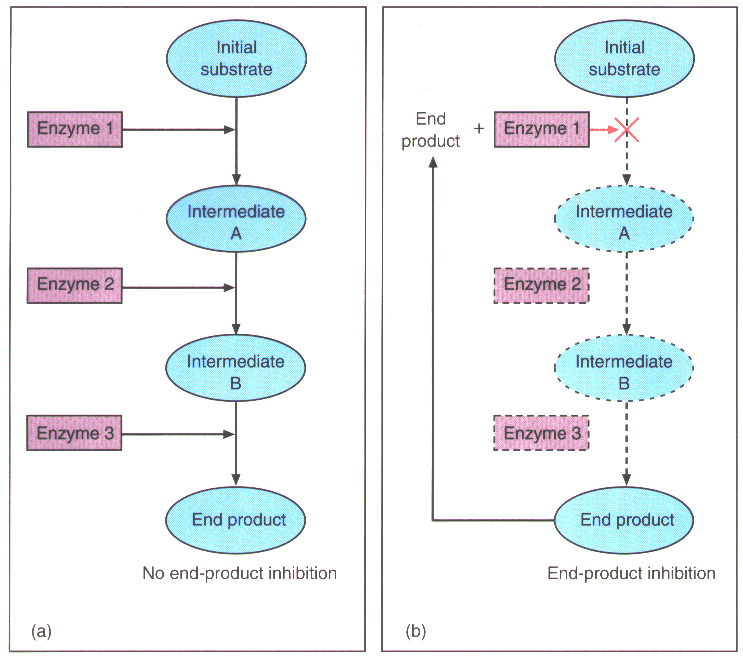 Initial
substrate
Enzyme 1
Intermediate
A
Enzyme 2
Intermediate
B
Enzyme 3
End product
No end-product inhibition
(a)
Initial
substrate
End
product
+
Enzyme 1
Intermediate
A
Enzyme 2
Intermediate
B
Enzyme 3
End product
End-product inhibition
(b)